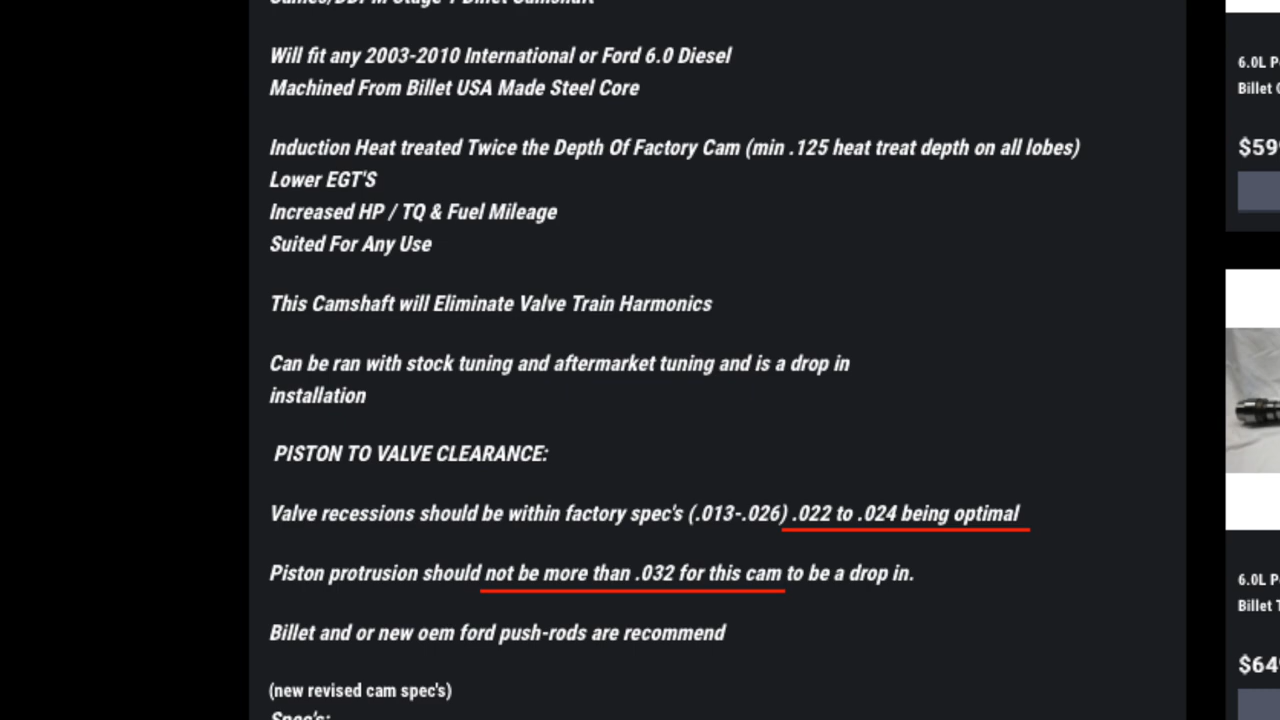 Will fit any 2003-2010 International or Ford 6.0 Diesel
Machined From Billet USA Made Steel Core
Induction Heat treated Twice the Depth Of Factory Cam (min .125 heat treat depth on all lobes)
Lower EGT'S
Increased HP / TQ & Fuel Mileage
Suited For Any Use
This Camshaft will Eliminate Valve Train Harmonics
Can be ran with stock tuning and aftermarket tuning and is a drop in
installation
PISTON TO VALVE CLEARANCE:
Valve recessions should be within factory spec's (.013-.026) .022 to .024 being optimal
Piston protrusion should not be more than .032 for this cam to be a drop in.
Billet and or new oem ford push-rods are recommend
(new revised cam spec's)
Spec's:
6.0L
Billet
$59
6.0L
Billet
$64